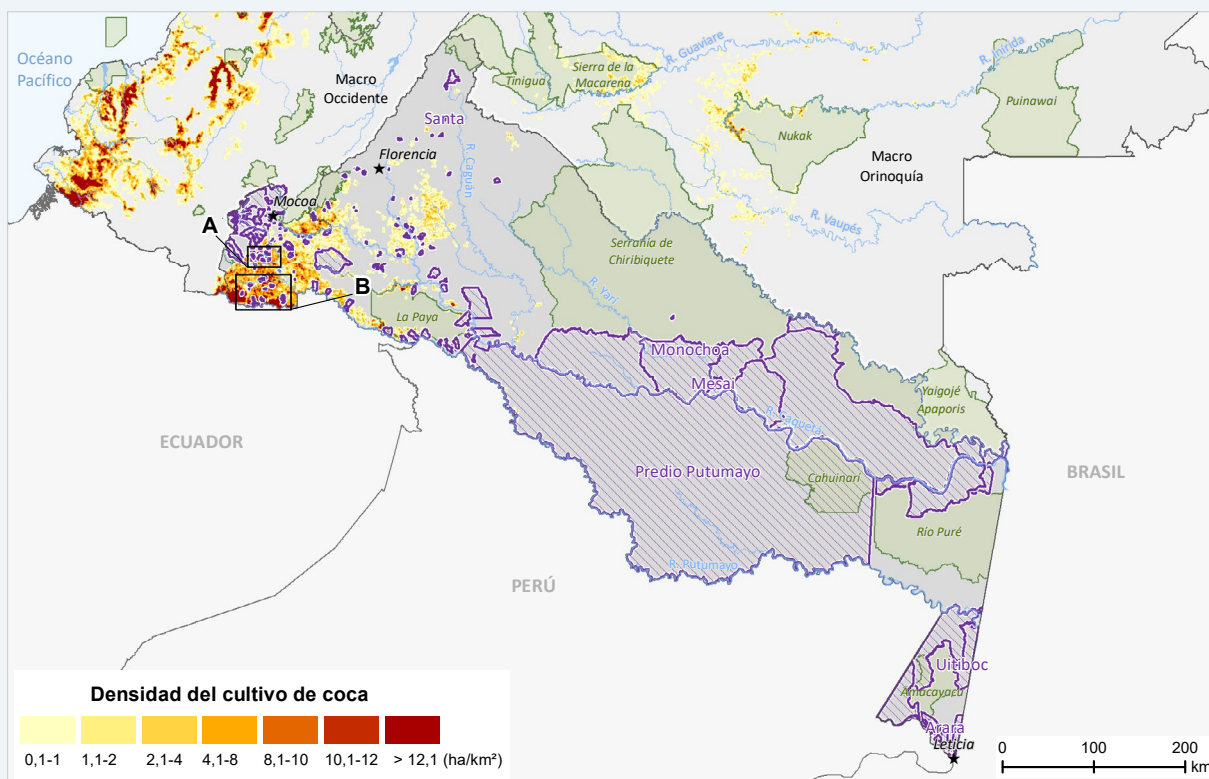 Océano
Pacífico
Macro
Occidente
Tinigua
Sierra de la
Macarena
R. Guaviare
R. Inirida
Puinawai
Nukak
Macro
Orinoquía
Santa
Florencia
R. Caguán
Mocoa
A
B
R. Vaupés
Serranía de
Chiribiquete
R. Yarí
La Paya
Monochoa
Mesai
R. Caquetá
Yaigojé
Apaporis
ECUADOR
Predio Putumayo
Cahuinarí
BRASIL
Río Puré
R. Putumayo
PERÚ
Uitiboc
Amacayacu
Arara
Leticia
Densidad del cultivo de coca
0,1-1 1,1-2 2,1-4 4,1-8 8,1-10 10,1-12 > 12,1 (ha/km²)
0 100 200
km